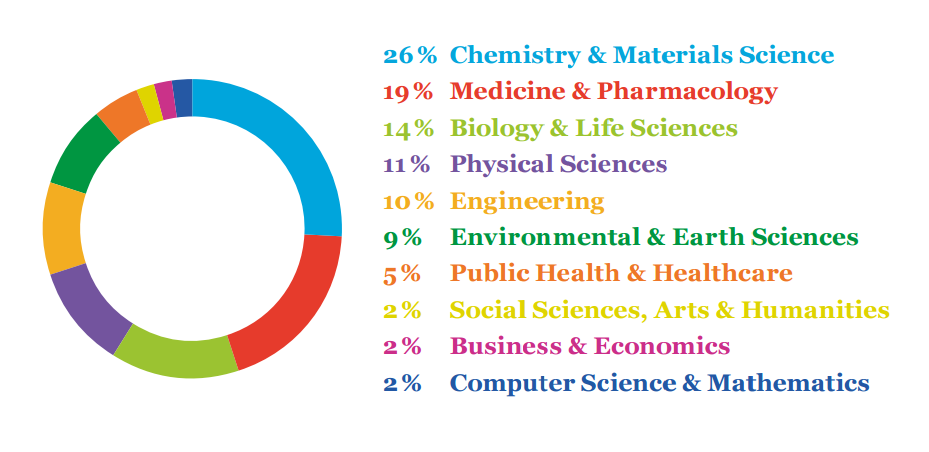 26% Chemistry & Materials Science
19% Medicine & Pharmacology
14% Biology & Life Sciences
11% Physical Sciences
10% Engineering
9% Environmental & Earth Sciences
5% Public Health & Healthcare
2% Social Sciences, Arts & Humanities
2% Business & Economics
2% Computer Science & Mathematics